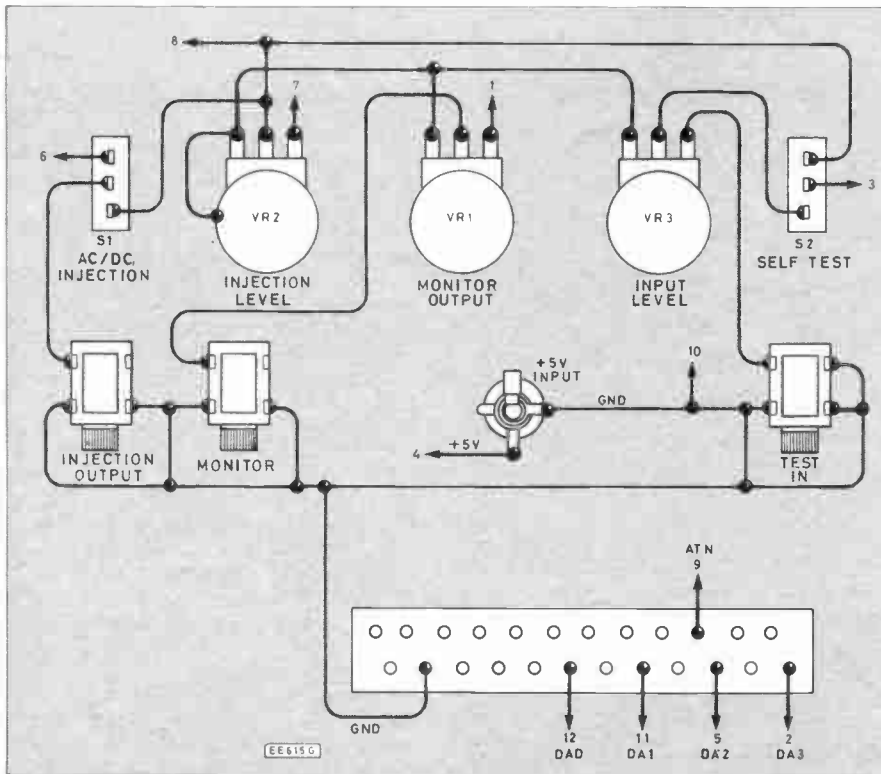 8
7
1
6
3
VR2
VR1
VR3
S1
AC/DC
INJECTION
S2
SELF TEST
INJECTION
LEVEL
MONITOR
OUTPUT
INPUT
LEVEL
+5V
INPUT
10
GND
4
+5V
INJECTION
OUTPUT
MONITOR
TEST
IN
ATN
9
GND
EE615G
12
DA0
11
DA1
5
DA2
2
DA3